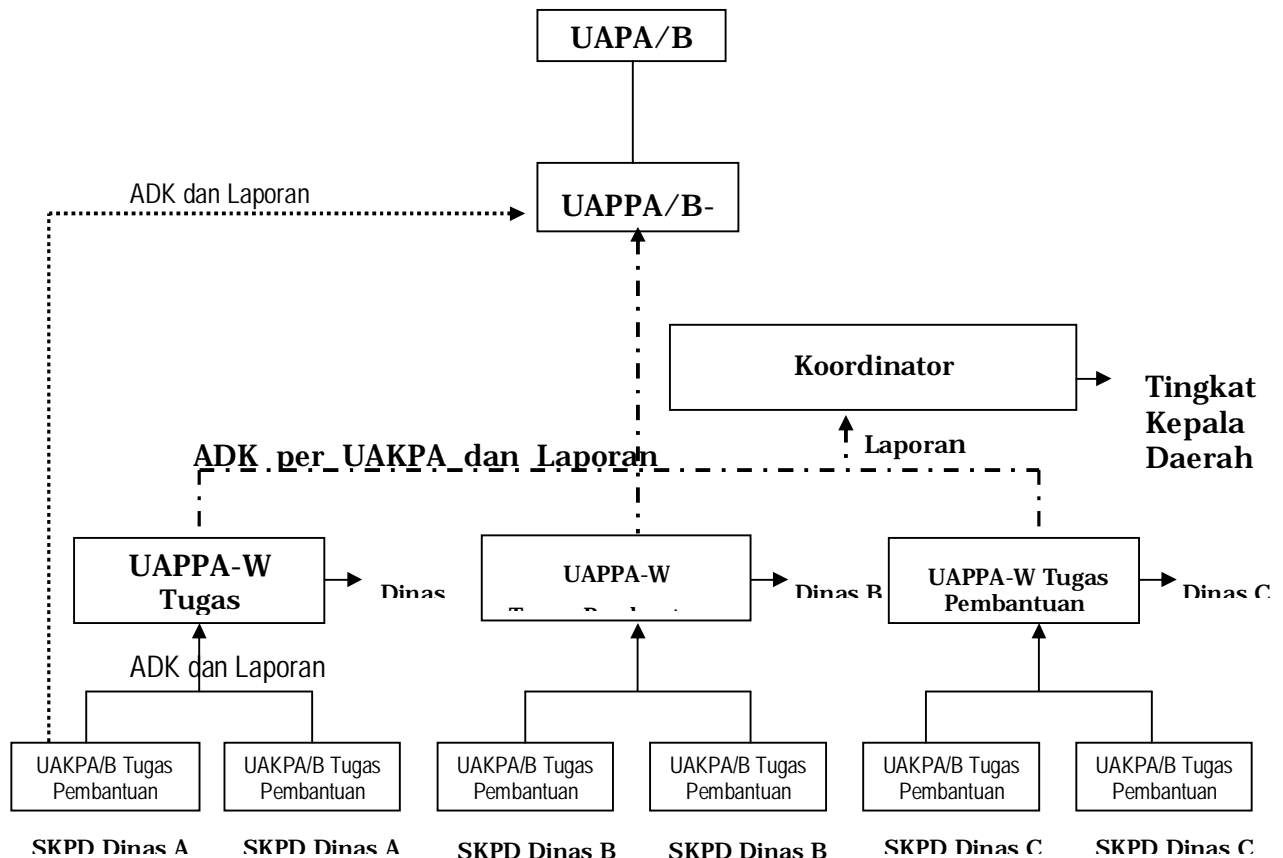 UAPA/B
ADK dan Laporan
UAPPA/B-
Koordinator
Tingkat
Kepala
Daerah
Laporan
ADK per UAKPA dan Laporan
UAPPA-W
Tugas
Dinas
UAPPA-W
Dinas B
UAPPA-W Tugas
Pembantuan
Dinas C
ADK dan Laporan
UAKPA/B Tugas
Pembantuan
UAKPA/B Tugas
Pembantuan
UAKPA/B Tugas
Pembantuan
UAKPA/B Tugas
Pembantuan
UAKPA/B Tugas
Pembantuan
UAKPA/B Tugas
Pembantuan
SKPD Dinas A
SKPD Dinas A
SKPD Dinas B
SKPD Dinas B
SKPD Dinas C
SKPD Dinas C